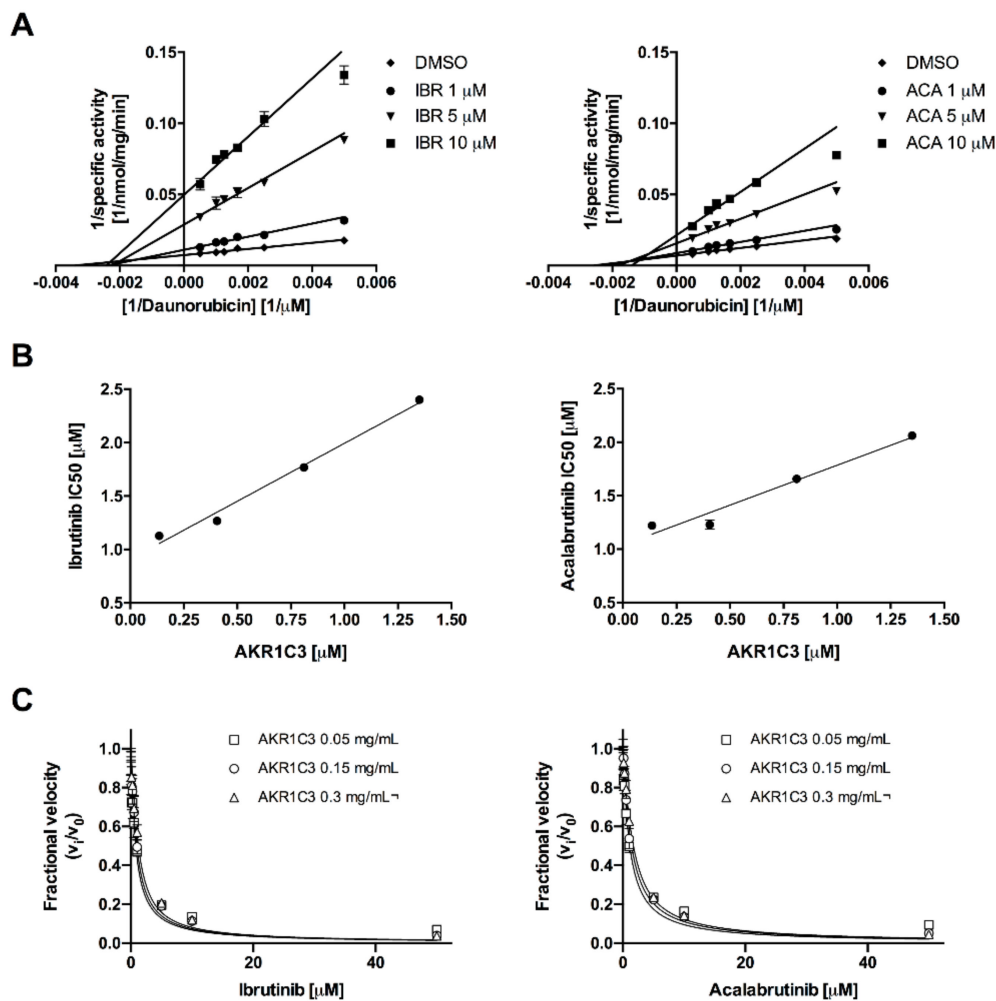 A
1/specific activity
[1/nmol/mg/min]
0.15
0.10
0.05
-0.004 -0.002 0.000 0.002 0.004 0.006
[1/Daunorubicin] [1/μM]
DMSO
IBR 1 μM
IBR 5 μM
IBR 10 μM
1/specific activity
[1/nmol/mg/min]
0.15
0.10
0.05
-0.004 -0.002 0.000 0.002 0.004 0.006
[1/Daunorubicin] [1/μM]
DMSO
ACA 1 μM
ACA 5 μM
ACA 10 μM
B
Ibrutinib IC50 [μM]
2.5
2.0
1.5
1.0
0.5
0.00 0.25 0.50 0.75 1.00 1.25 1.50
AKR1C3 [μM]
Acalabrutinib IC50 [μM]
2.5
2.0
1.5
1.0
0.5
0.00 0.25 0.50 0.75 1.00 1.25 1.50
AKR1C3 [μM]
C
Fractional velocity
(vi/v0)
1.0
0.8
0.6
0.4
0.2
0.0
0 20 40
Ibrutinib [μM]
AKR1C3 0.05 mg/mL
AKR1C3 0.15 mg/mL
AKR1C3 0.3 mg/mL¬
Fractional velocity
(vi/v0)
1.0
0.8
0.6
0.4
0.2
0.0
0 20 40
Acalabrutinib [μM]
AKR1C3 0.05 mg/mL
AKR1C3 0.15 mg/mL
AKR1C3 0.3 mg/mL¬